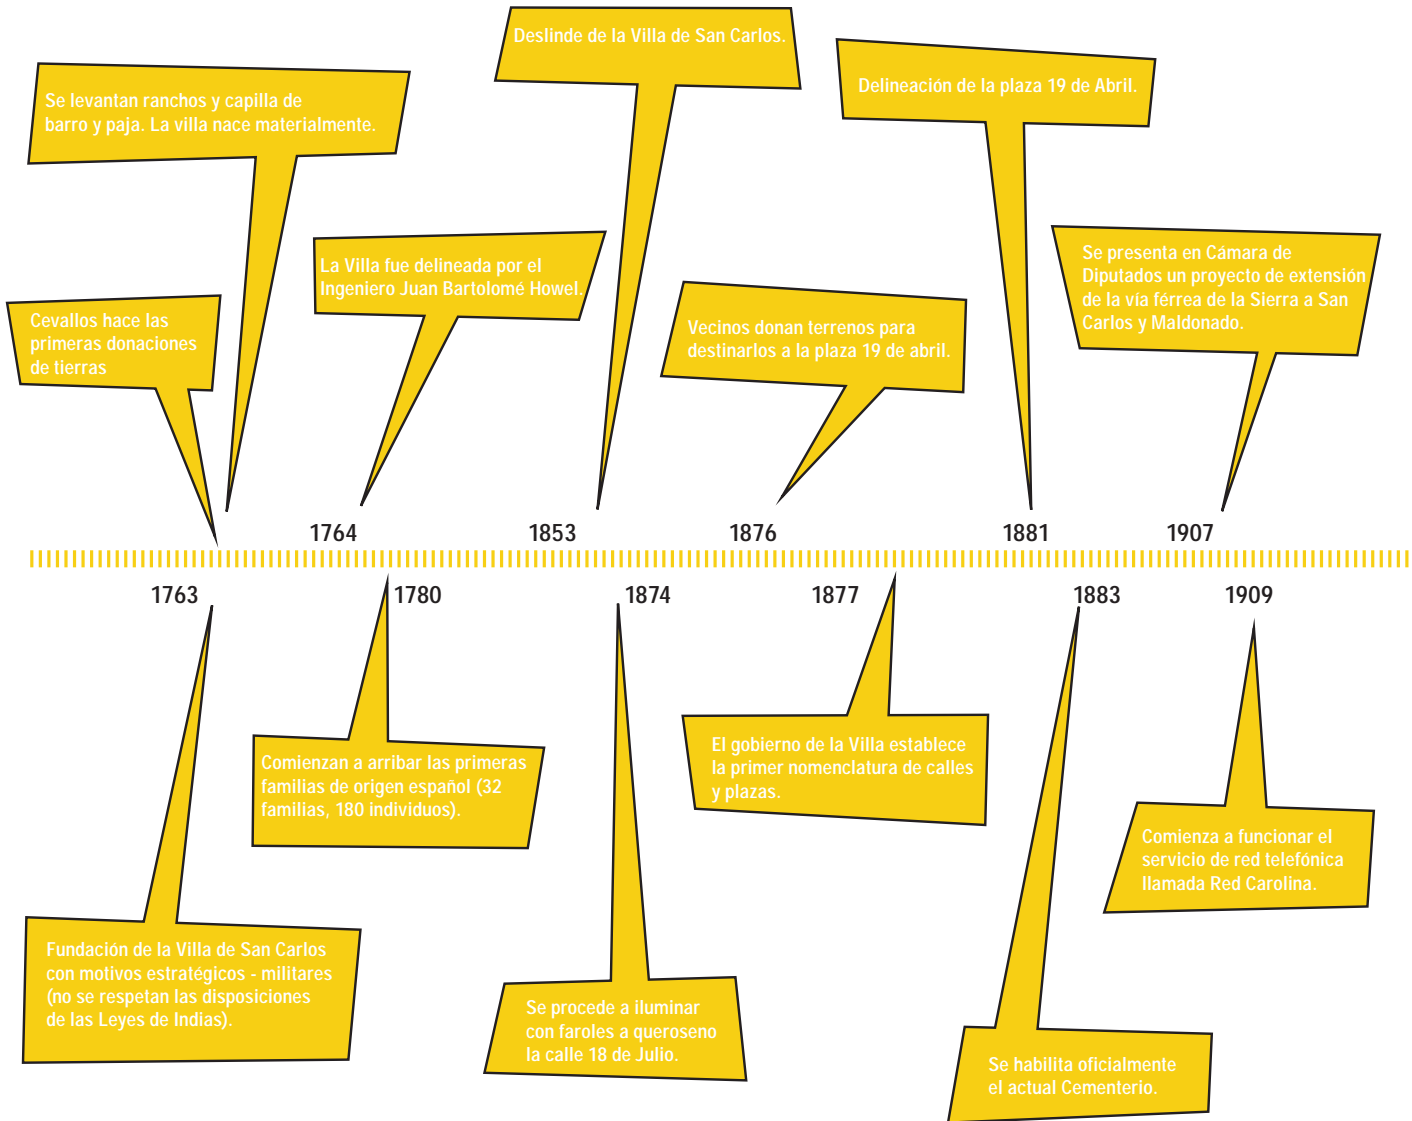 Deslinde de la Villa de San Carlos.
Delineación de la plaza 19 de Abril.
Se levantan ranchos y capilla de
barro y paja. La villa nace materialmente.
La Villa fue delineada por el
Ingeniero Juan Bartolomé Howel.
Se presenta en Cámara de
Diputados un proyecto de extensión
de la vía férrea de la Sierra a San
Carlos y Maldonado.
Cevallos hace las
primeras donaciones
de tierras
Vecinos donan terrenos para
destinarlos a la plaza 19 de abril.
1764
1853
1876
1881
1907
1763
1780
1874
1877
1883
1909
Comienzan a arribar las primeras
familias de origen español (32
familias, 180 individuos).
El gobierno de la Villa establece
la primer nomenclatura de calles
y plazas.
Comienza a funcionar el
servicio de red telefónica
llamada Red Carolina.
Fundación de la Villa de San Carlos
con motivos estratégicos - militares
(no se respetan las disposiciones
de las Leyes de Indias).
Se procede a iluminar
con faroles a queroseno
la calle 18 de Julio.
Se habilita oficialmente
el actual Cementerio.